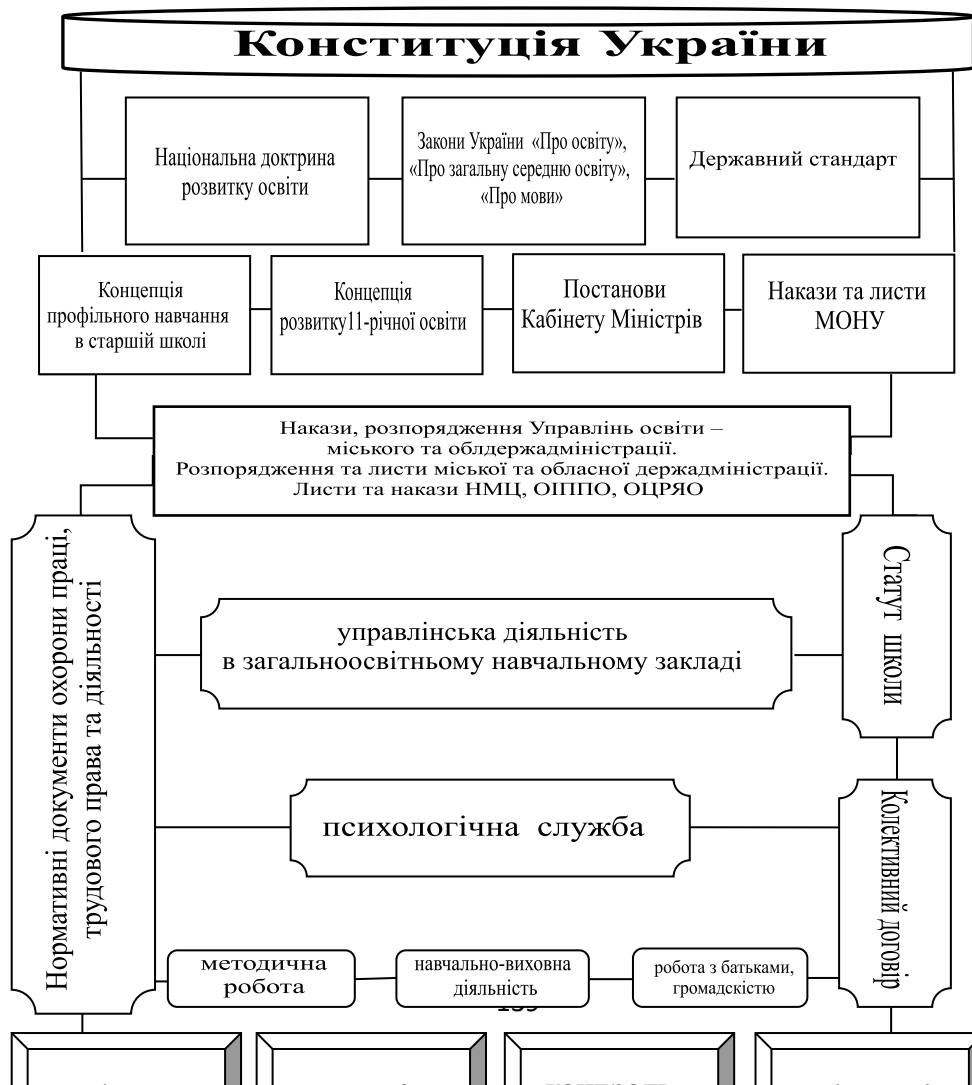 Конституція України
Національна доктрина
розвитку освіти
Закони України «Про освіту»,
«Про загальну середню освіту»,
«Про мови»
Державний стандарт
Концепція
профільного навчання
в старшій школі
Концепція
розвитку11-річної освіти
Постанови
Кабінету Міністрів
Накази та листи
МОНУ
Накази, розпорядження Управлінь освіти –
міського та облдержадміністрації.
Розпорядження та листи міської та обласної держадміністрації.
Листи та накази НМЦ, ОІППО, ОЦРЯО
Нормативні документи охорони праці,
трудового права та діяльності
Статут школи
управлінська діяльність
в загальноосвітньому навчальному закладі
психологічна служба
Колективний договір
методична
робота
навчально-виховна
діяльність
робота з батьками,
громадскістю